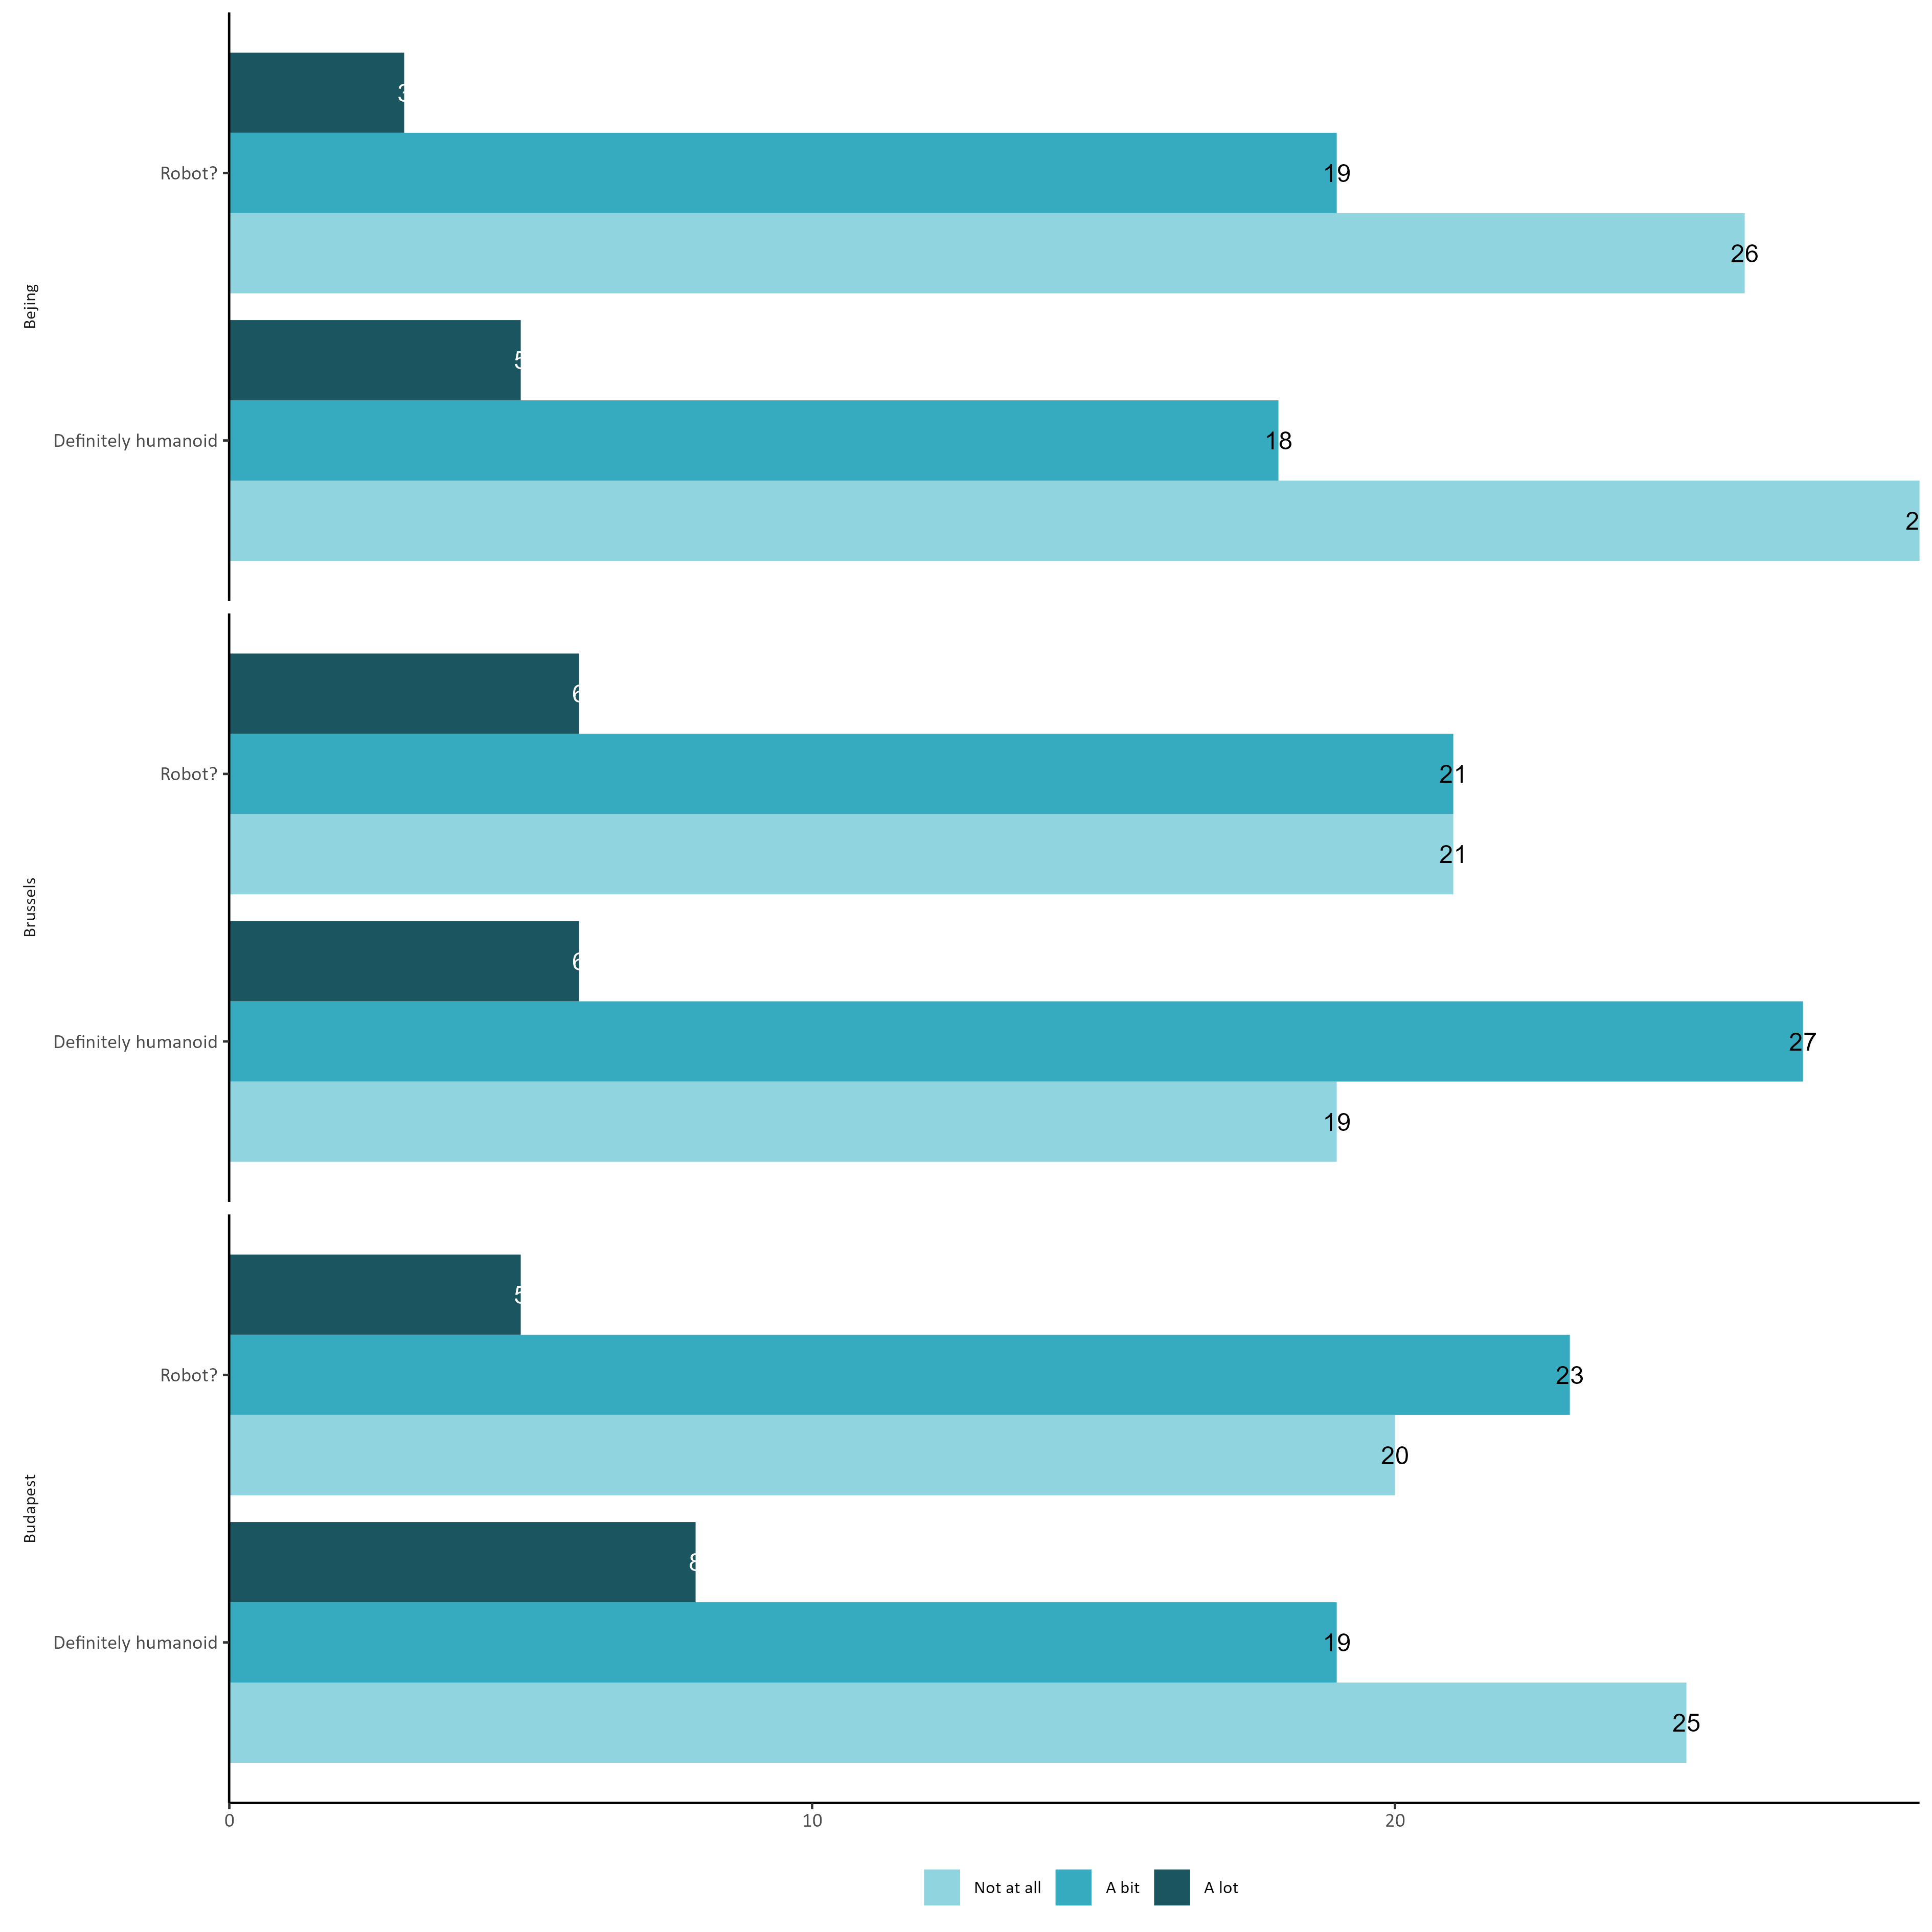 3
Robot?
19
26
Bejing
5
Definitely humanoid
18
2
6
Robot?
21
21
Brussels
6
Definitely humanoid
27
19
5
Robot?
23
20
Budapest
8
Definitely humanoid
19
25
0 10 20
Not at all A bit A lot